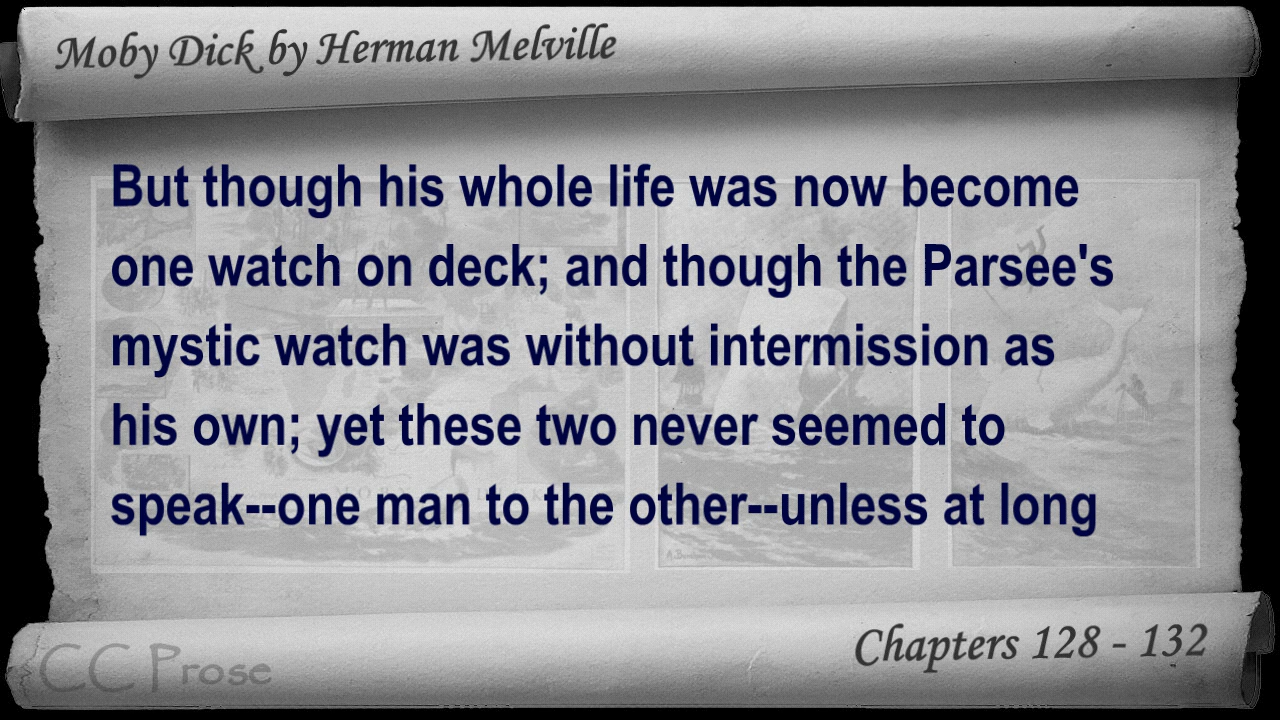 Moby Dick by Herman Melville
But though his whole life was now become
one watch on deck; and though the Parsee's
mystic watch was without intermission as
his own; yet these two never seemed to
speak--one man to the other--unless at long
Chapters 128 - 132
CC Prose